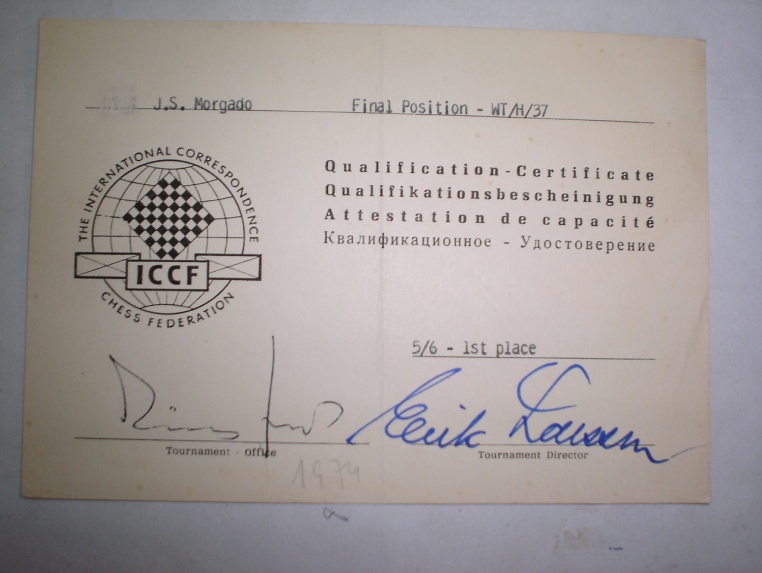 J.S. Morgado Final Position - WT/H/37
THE INTERNATIONAL CORRESPONDENCE
CHESS FEDERATION
ICCF
Qualification-Certificate
Qualifikationsbescheinigung
Attestation de capacité
Квалификационное - Удостоверение
5/6 - 1st place
Erik Larsen
Tournament - Office
Tournament Director
1974